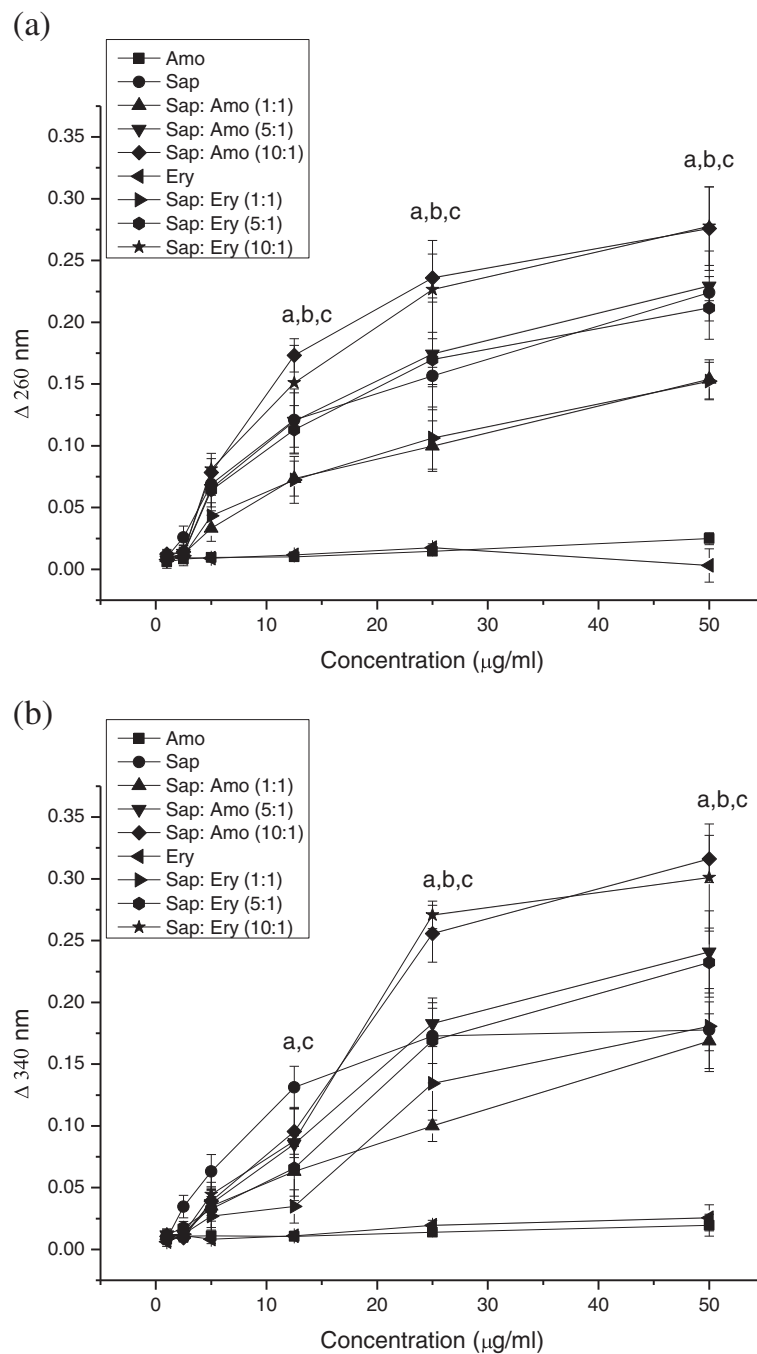 (a)
Amo
Sap
Sap: Amo (1:1)
Sap: Amo (5:1)
Sap: Amo (10:1)
Ery
Sap: Ery (1:1)
Sap: Ery (5:1)
Sap: Ery (10:1)
0.35
0.30
0.25
0.20
0.15
0.10
0.05
0.00
Δ 260 nm
a,b,c
a,b,c
a,b,c
0 10 20 30 40 50
Concentration (μg/ml)
(b)
Amo
Sap
Sap: Amo (1:1)
Sap: Amo (5:1)
Sap: Amo (10:1)
Ery
Sap: Ery (1:1)
Sap: Ery (5:1)
Sap: Ery (10:1)
0.35
0.30
0.25
0.20
0.15
0.10
0.05
0.00
Δ 340 nm
a,c
a,b,c
a,b,c
0 10 20 30 40 50
Concentration (μg/ml)